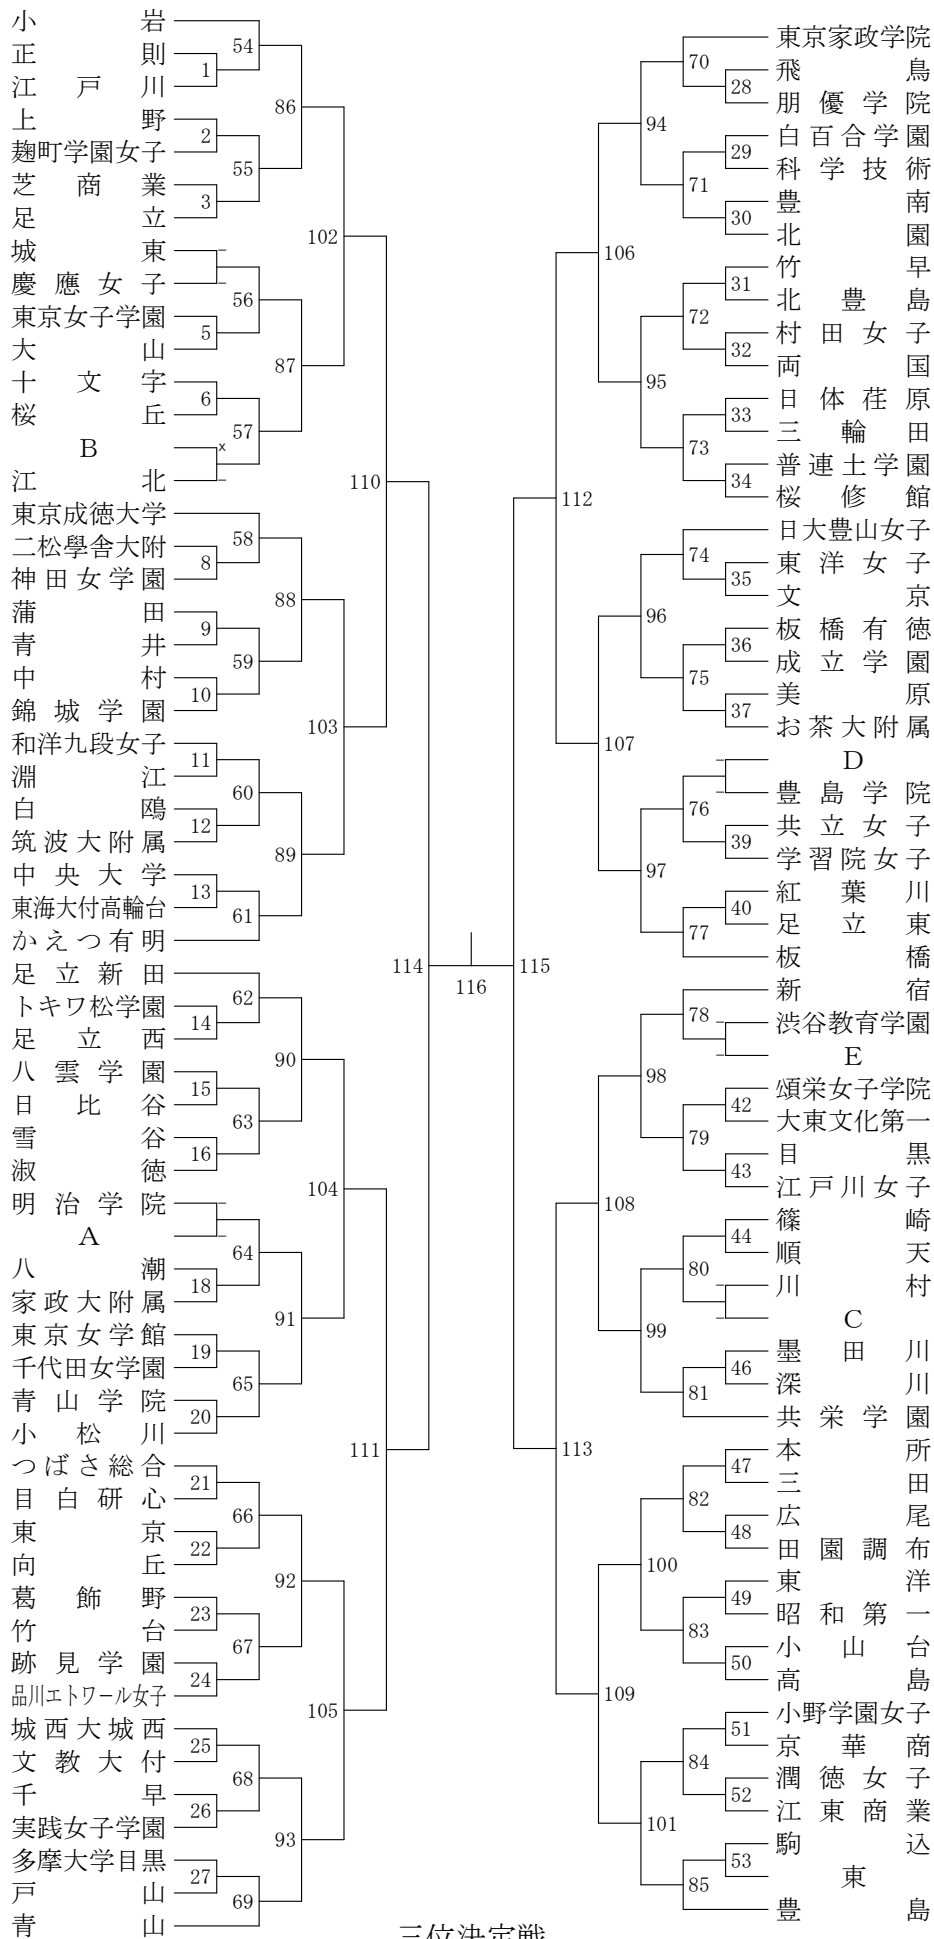 小岩
正則
江戸川
上野
麹町学園女子
芝商業
足立
城東
慶應女子
東京女子学園
大山
十文字
桜丘
B
江北
東京成徳大学
二松學舎大附
神田女学園
蒲田
青井
中村
錦城学園
和洋九段女子
淵江
白鴎
筑波大附属
中央大学
東海大付高輪台
かえつ有明
足立新田
トキワ松学園
足立西
八雲学園
日比谷
雪谷
淑徳
明治学院
A
八潮
家政大附属
東京女学館
千代田女学園
青山学院
小松川
つばさ総合
目白研心
東京
向丘
葛飾野
竹台
跡見学園
品川エトワール女子
城西大城西
文教大付
千早
実践女子学園
多摩大学目黒
戸山
青山
1
2
3
5
6
x
8
9
10
11
12
13
14
15
16
18
19
20
21
22
23
24
25
26
27
54
55
56
57
58
59
60
61
62
63
64
65
66
67
68
69
86
87
88
89
90
91
92
93
102
103
104
105
110
111
114
116
115
112
113
106
107
108
109
94
95
96
97
98
99
100
101
70
71
72
73
74
75
76
77
78
79
80
81
82
83
84
85
28
29
30
31
32
33
34
35
36
37
39
40
42
43
44
46
47
48
49
50
51
52
53
東京家政学院
飛鳥
朋優学院
白百合学園
科学技術
豊南
北園
竹早
北豊島
村田女子
両国
日体荏原
三輪田
普連土学園
桜修館
日大豊山女子
東洋女子
文京
板橋有徳
成立学園
美原
お茶大附属
D
豊島学院
共立女子
学習院女子
紅葉川
足立東
板橋
新宿
渋谷教育学園
E
頌栄女子学院
大東文化第一
目黒
江戸川女子
篠崎
順天
川村
C
墨田川
深川
共栄学園
本所
三田
広尾
田園調布
東洋
昭和第一
小山台
高島
小野学園女子
京華商
潤徳女子
江東商業
駒込
東
豊島
三位決定戦